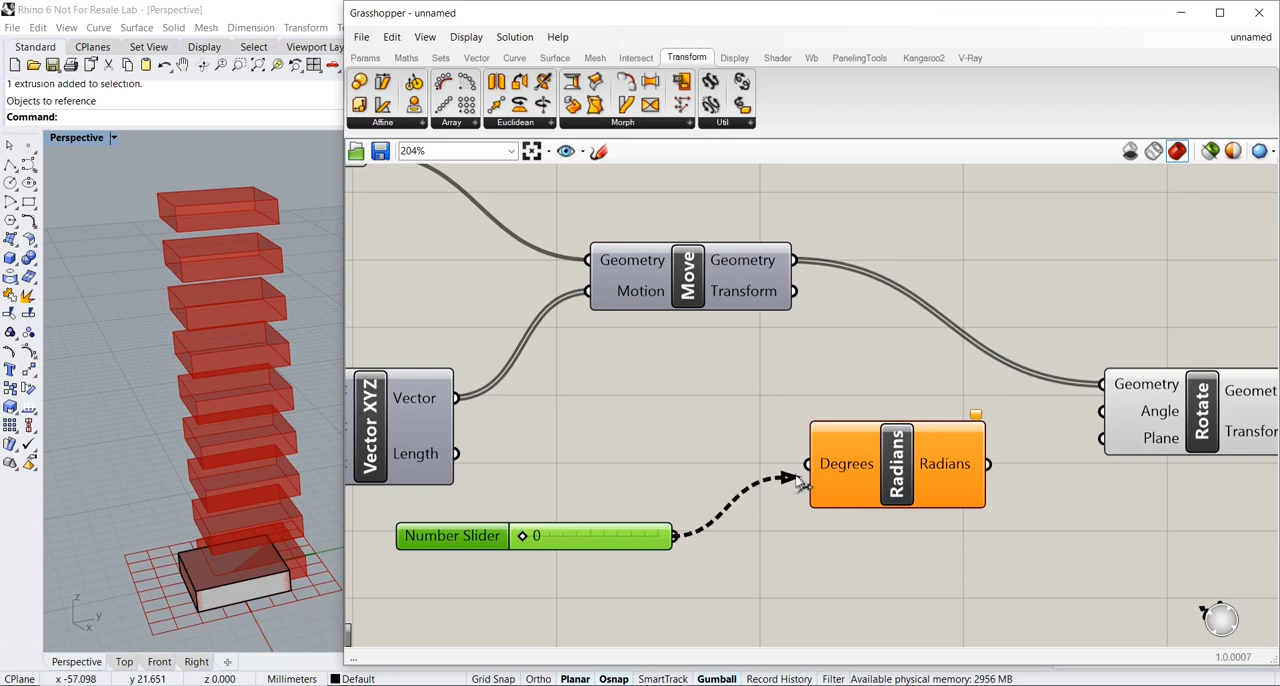 Rhino 6 Not For Resale Lab - [Perspective]
File Edit View Curve Surface Solid Mesh Dimension Transform
Standard CPlanes Set View Display Select Viewport Lay
1 extrusion added to selection.
Objects to reference
Command:
Perspective
z
y
x
Perspective Top Front Right
Grasshopper - unnamed
File Edit View Display Solution Help
unnamed
Params Maths Sets Vector Curve Surface Mesh Intersect Transform Display Shader Wb PanelingTools Kangaroo2 V-Ray
Affine Array Euclidean Morph Util
204%
Geometry Move Geometry
Motion Transform
Vector XYZ Vector
Length
Degrees Radians Radians
Number Slider 0
Geometry Rotate Geomet
Angle
Plane Transfor
... 1.0.0007
CPlane x -57.098 y 21.651 z 0.000 Millimeters Default Grid Snap Ortho Planar Osnap SmartTrack Gumball Record History Filter Available physical memory: 2956 MB